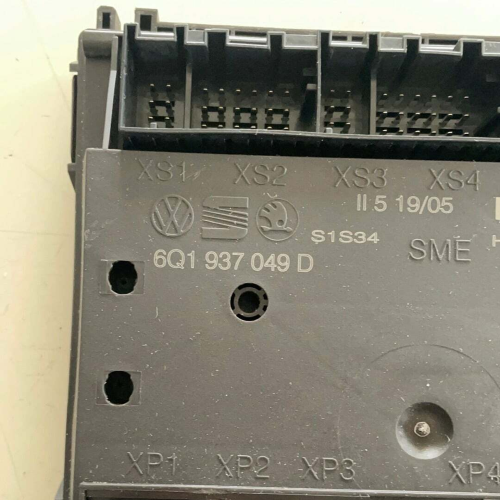 XS1 XS2 XS3 XS4
II 5 19/05
S1S34 SME H
6Q1 937 049 D
XP1 XP2 XP3 XP4